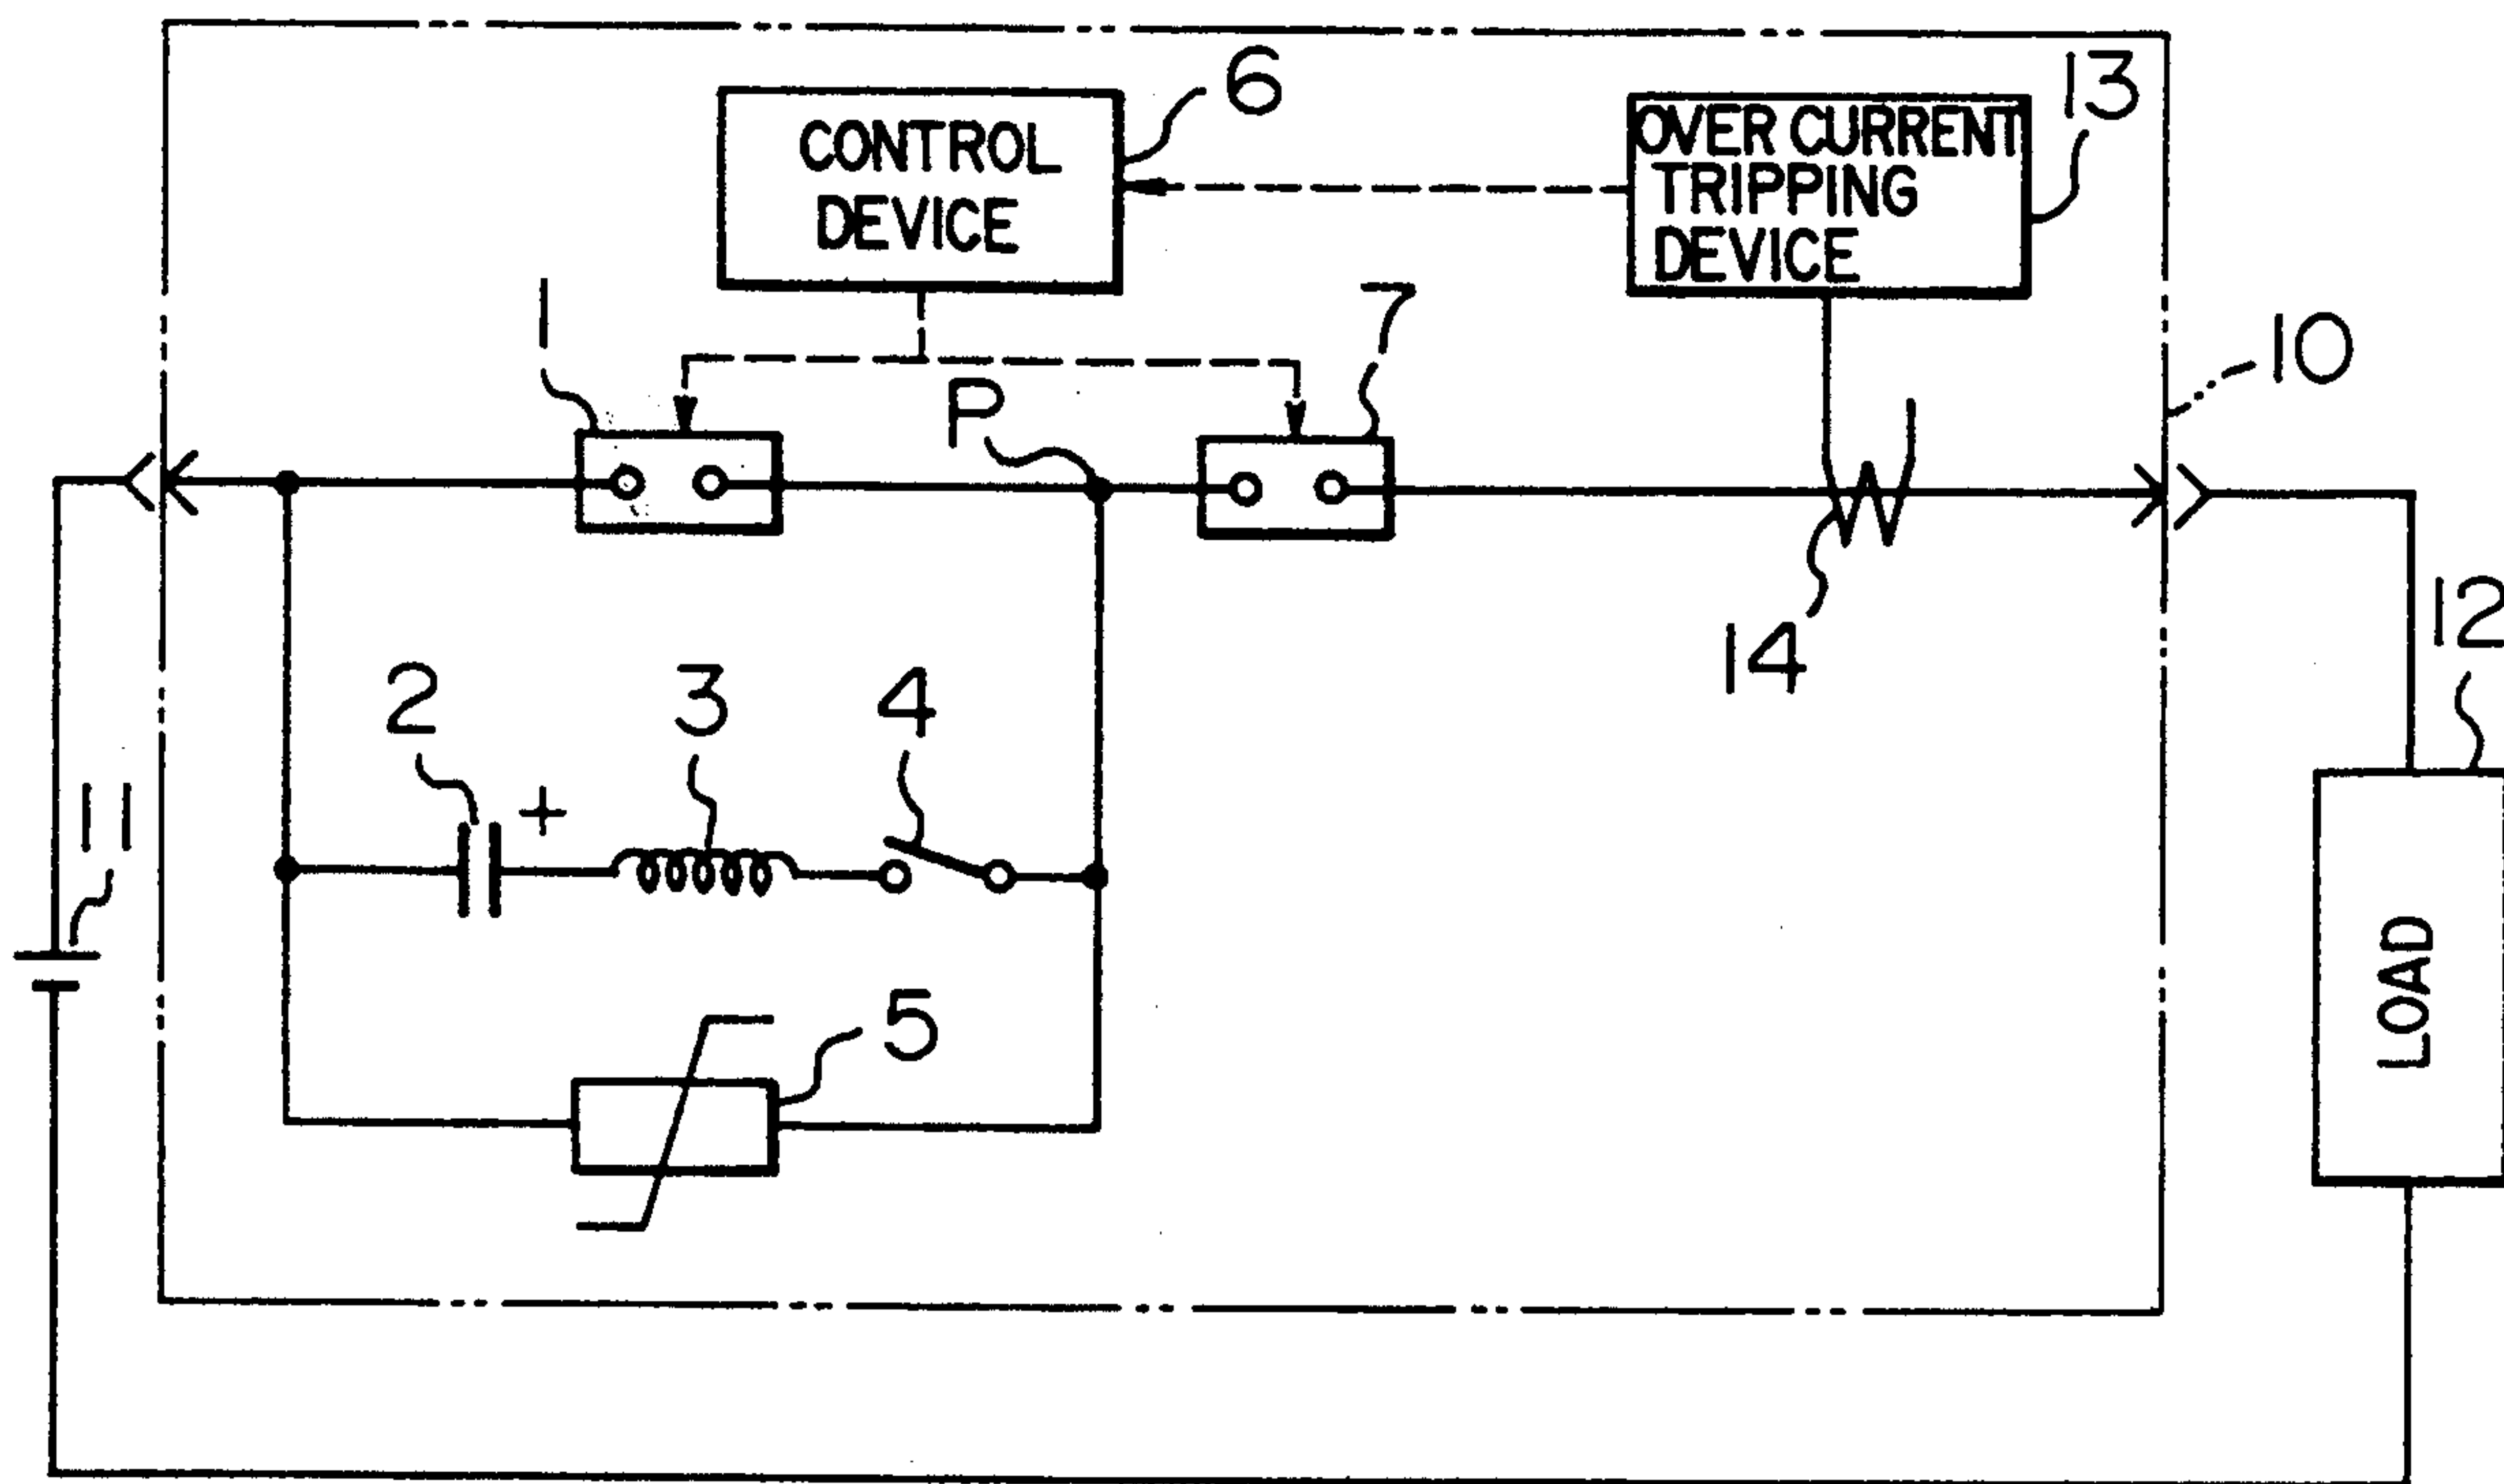 6
13
CONTROL
DEVICE
OVER CURRENT
TRIPPING
DEVICE
1
7
10
P
14
12
2
3
4
+
11
5
LOAD